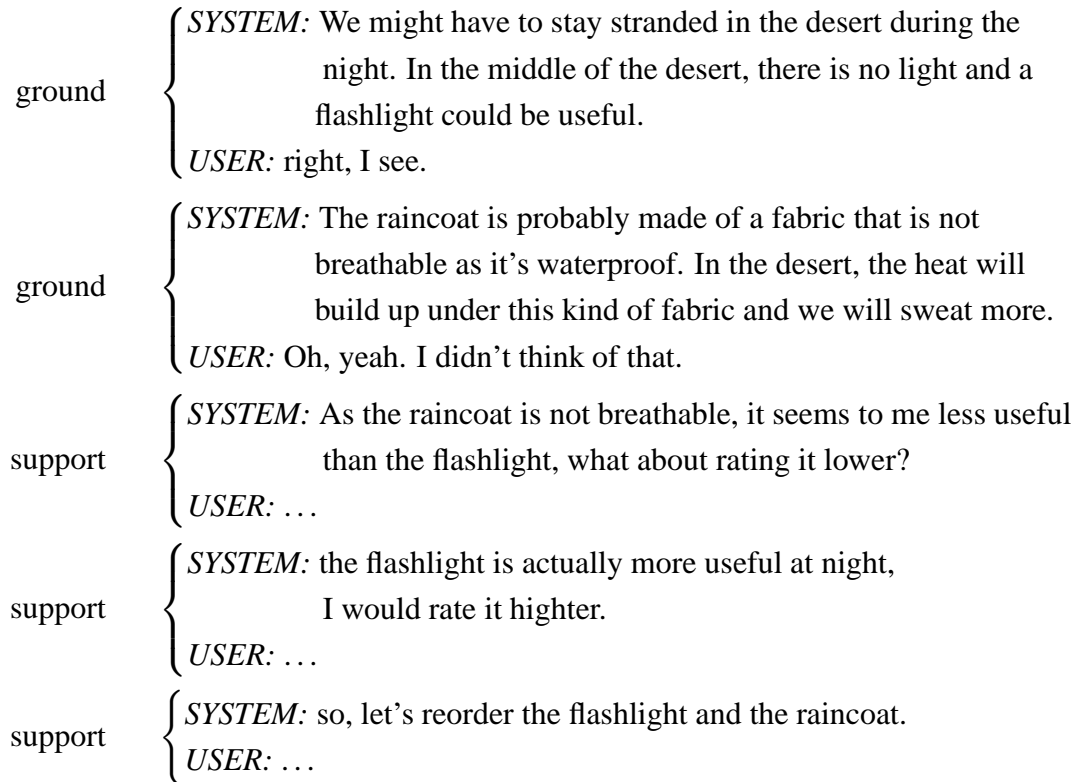 ground
SYSTEM: We might have to stay stranded in the desert during the
night. In the middle of the desert, there is no light and a
flashlight could be useful.
USER: right, I see.
ground
SYSTEM: The raincoat is probably made of a fabric that is not
breathable as it's waterproof. In the desert, the heat will
build up under this kind of fabric and we will sweat more.
USER: Oh, yeah. I didn't think of that.
support
SYSTEM: As the raincoat is not breathable, it seems to me less useful
than the flashlight, what about rating it lower?
USER: ...
support
SYSTEM: the flashlight is actually more useful at night,
I would rate it highter.
USER: ...
support
SYSTEM: so, let's reorder the flashlight and the raincoat.
USER: ...